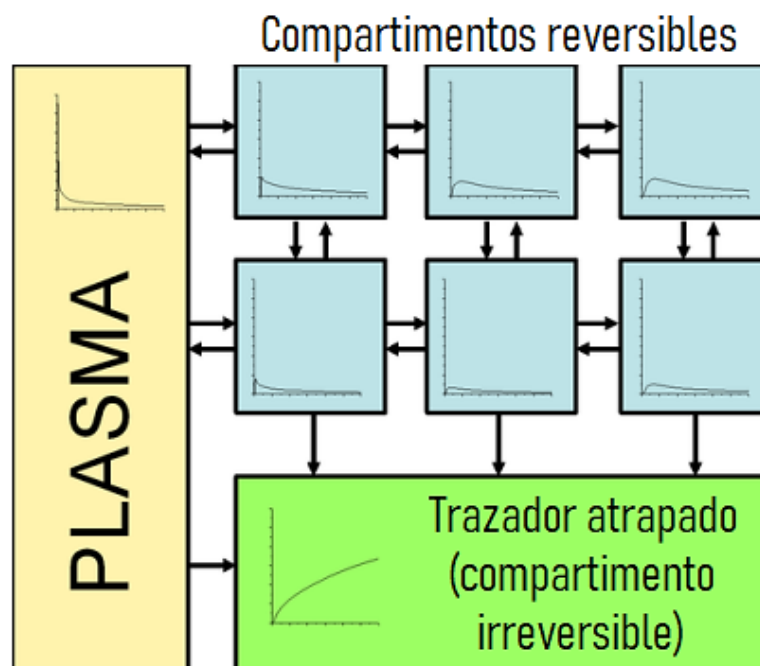 Compartimentos reversibles
PLASMA
Trazador atrapado
(compartimento
irreversible)